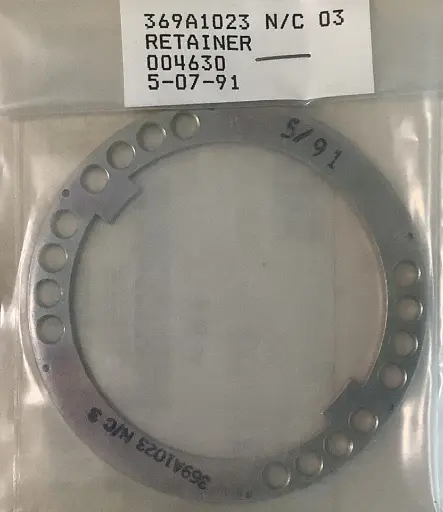 369A1023 N/C 03
RETAINER
004630
5-07-91
5/91
369A1023 N/C 3